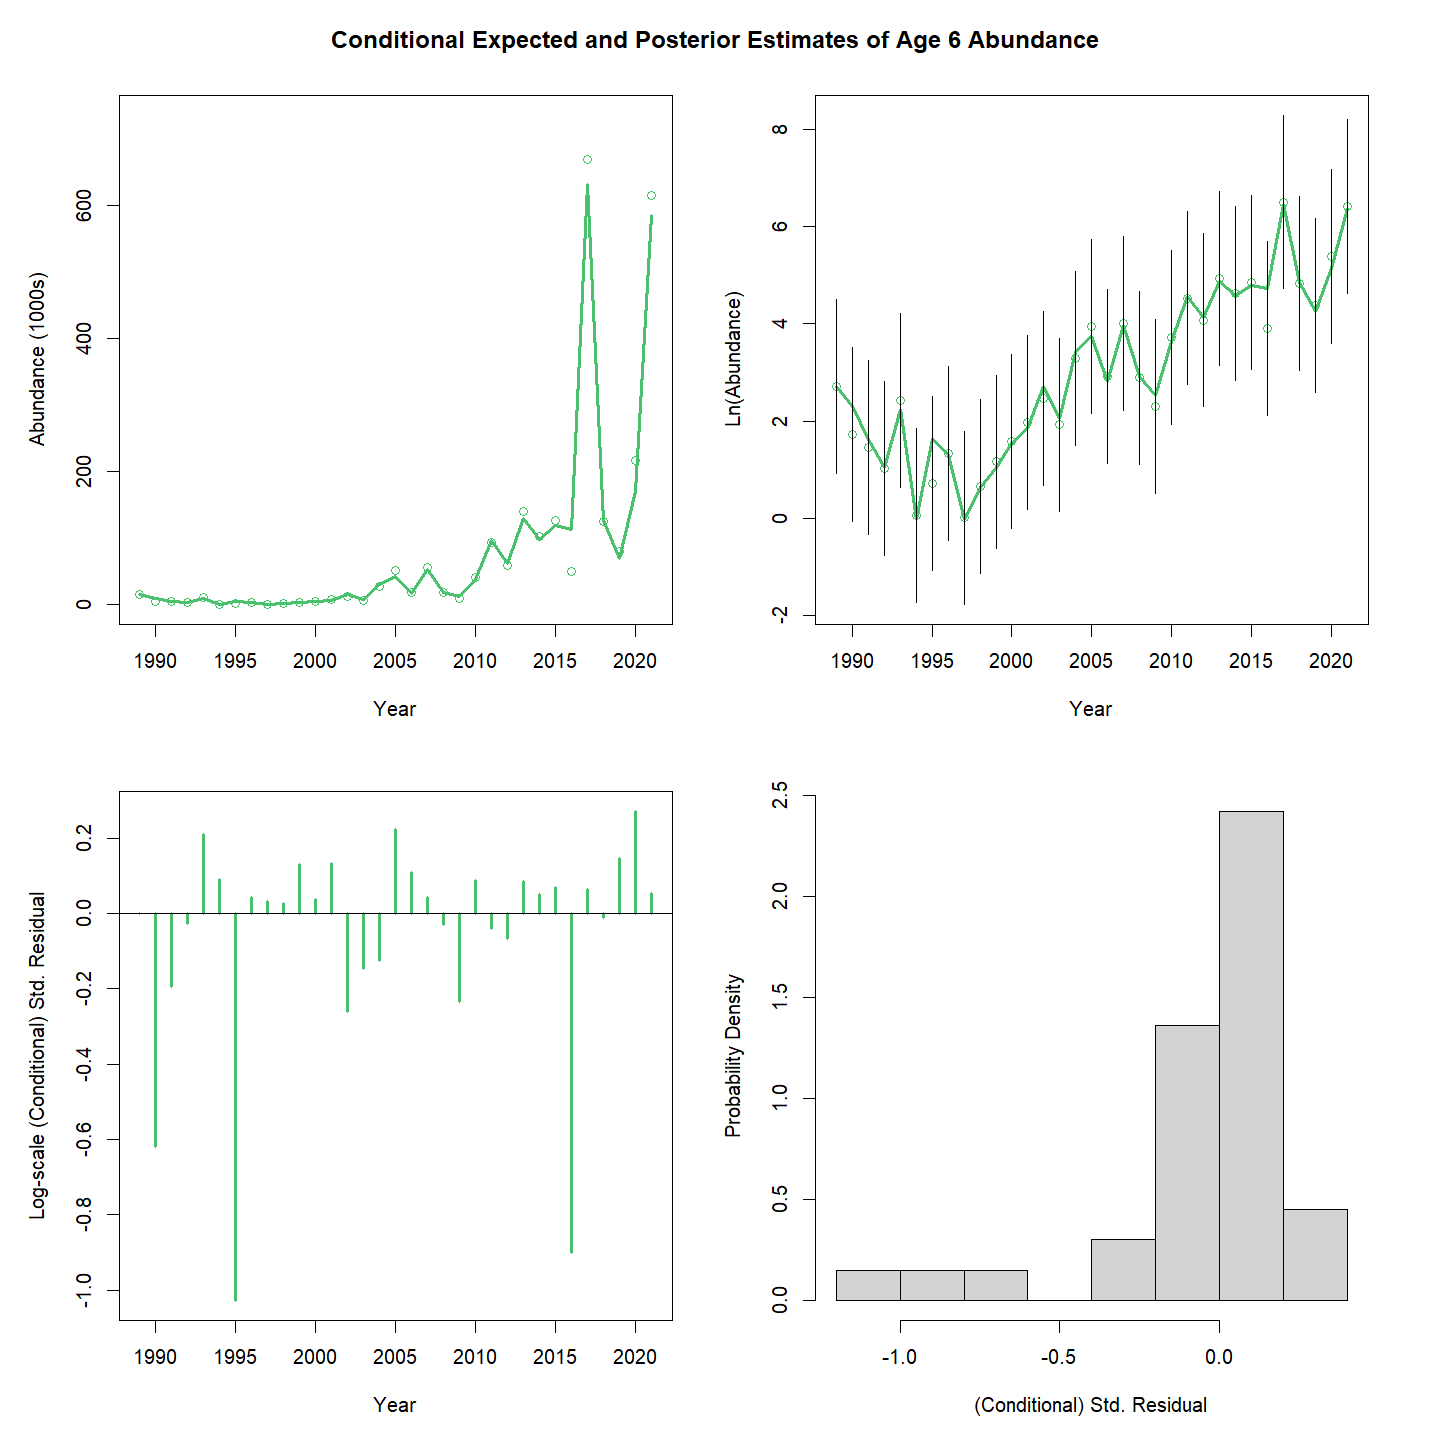 Conditional Expected and Posterior Estimates of Age 6 Abundance
Abundance (1000s)
600
400
200
0
1990 1995 2000 2005 2010 2015 2020
Year
Ln(Abundance)
8
6
4
2
0
-2
1990 1995 2000 2005 2010 2015 2020
Year
Log-scale (Conditional) Std. Residual
0.2
0.0
-0.2
-0.4
-0.6
-0.8
-1.0
1990 1995 2000 2005 2010 2015 2020
Year
Probability Density
2.5
2.0
1.5
1.0
0.5
0.0
-1.0 -0.5 0.0
(Conditional) Std. Residual